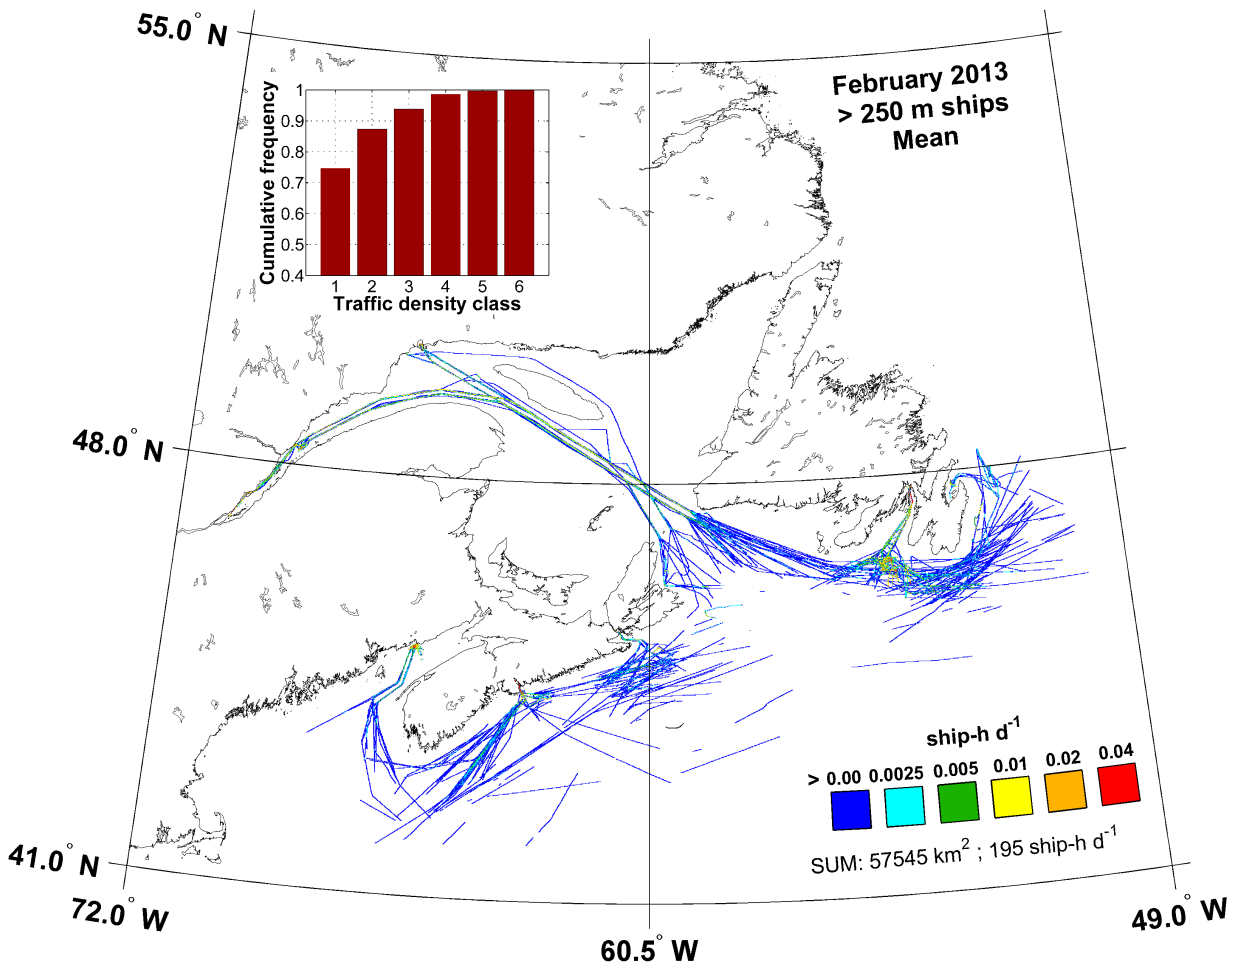 55.0° N
February 2013
> 250 m ships
Mean
Cumulative frequency
1
0.9
0.8
0.7
0.6
0.5
0.4
1 2 3 4 5 6
Traffic density class
48.0° N
ship-h d⁻¹
> 0.00 0.0025 0.005 0.01 0.02 0.04
SUM: 57545 km² ; 195 ship-h d⁻¹
41.0° N
72.0° W
60.5° W
49.0° W